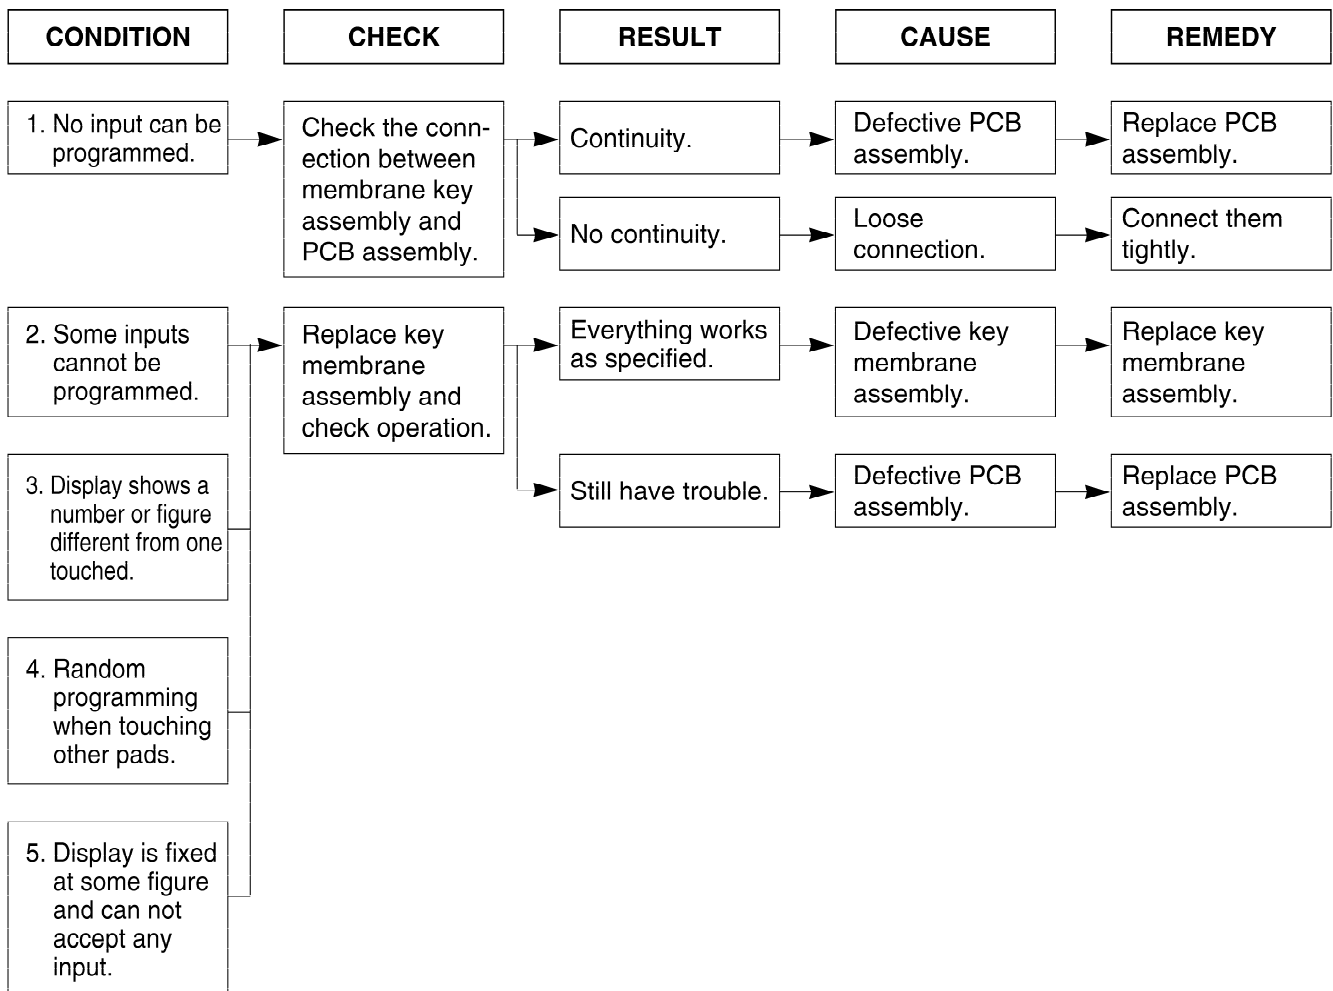 CONDITION
CHECK
RESULT
CAUSE
REMEDY
1. No input can be
programmed.
Check the conn-
ection between
membrane key
assembly and
PCB assembly.
Continuity.
Defective PCB
assembly.
Replace PCB
assembly.
No continuity.
Loose
connection.
Connect them
tightly.
2. Some inputs
cannot be
programmed.
Replace key
membrane
assembly and
check operation.
Everything works
as specified.
Defective key
membrane
assembly.
Replace key
membrane
assembly.
Still have trouble.
Defective PCB
assembly.
Replace PCB
assembly.
3. Display shows a
number or figure
different from one
touched.
4. Random
programming
when touching
other pads.
5. Display is fixed
at some figure
and can not
accept any
input.